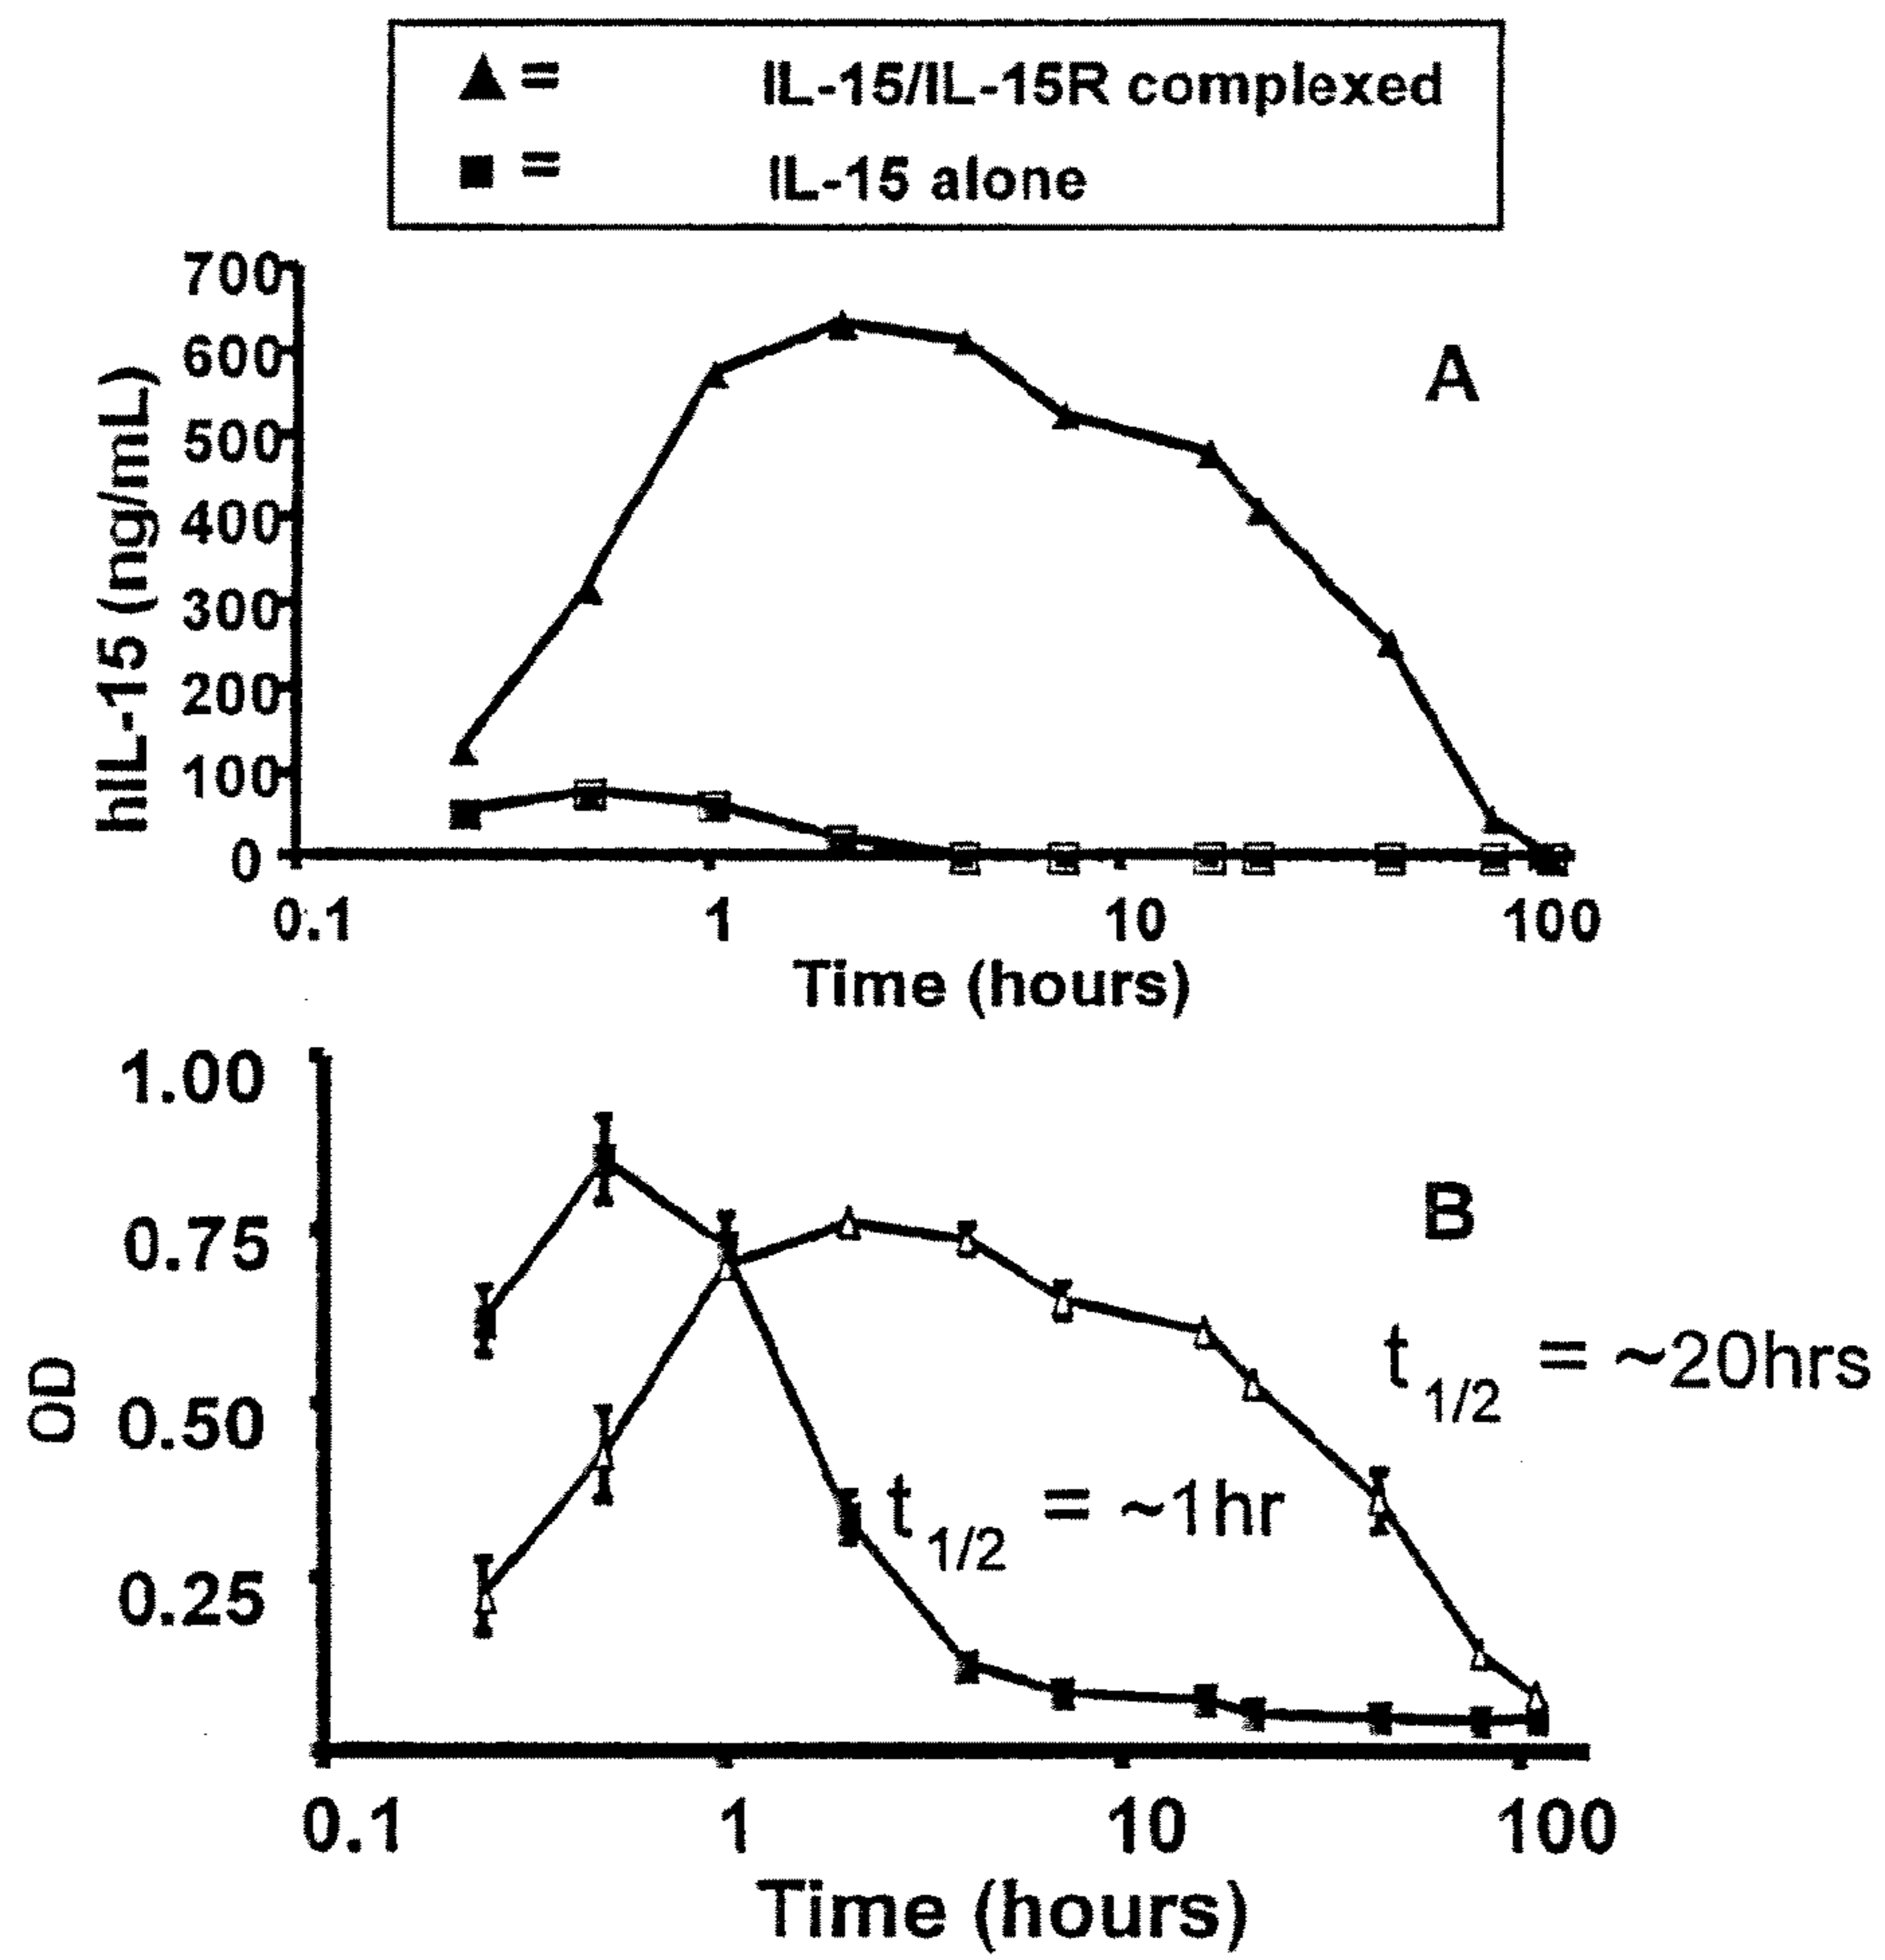 ▲ = IL-15/IL-15R complexed
■ = IL-15 alone
A
hIL-15 (ng/mL)
700
600
500
400
300
200
100
0
0.1 1 10 100
Time (hours)
B
OD
1.00
0.75
0.50
0.25
t1/2 = ~20hrs
t1/2 = ~1hr
0.1 1 10 100
Time (hours)